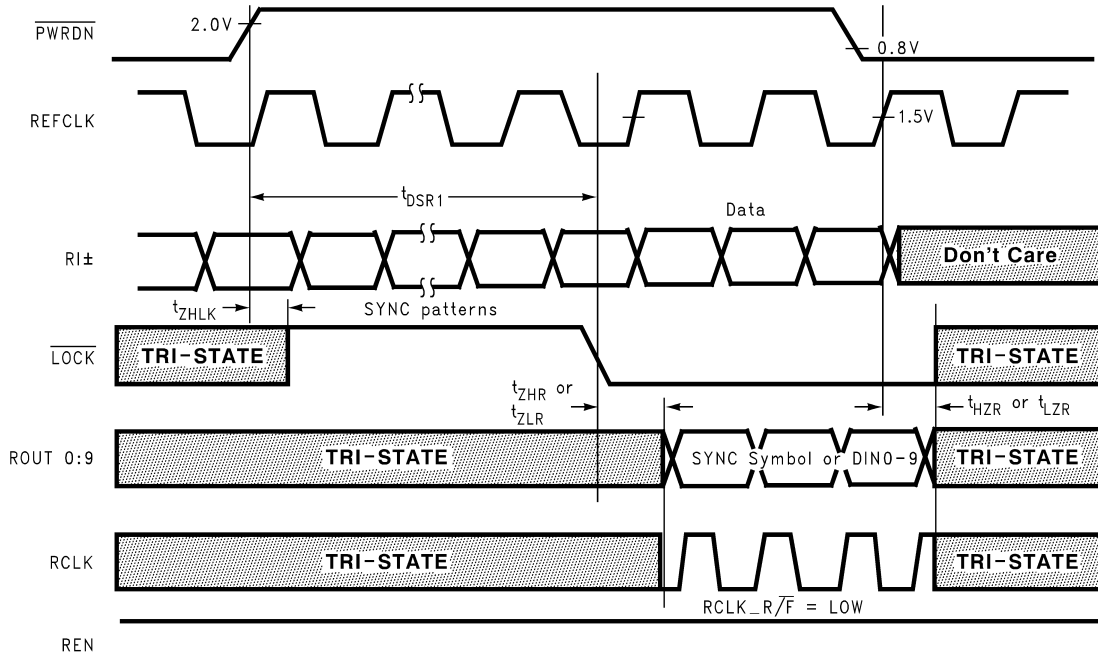 PWRDN
2.0V
0.8V
REFCLK
1.5V
tDSR1
Data
RI±
Don't Care
tZHLK
SYNC patterns
LOCK
TRI-STATE
TRI-STATE
tZHR or
tZLR
tHZR or tLZR
ROUT 0:9
TRI-STATE
SYNC Symbol or DIN0-9
TRI-STATE
RCLK
TRI-STATE
TRI-STATE
RCLK_R/F = LOW
REN